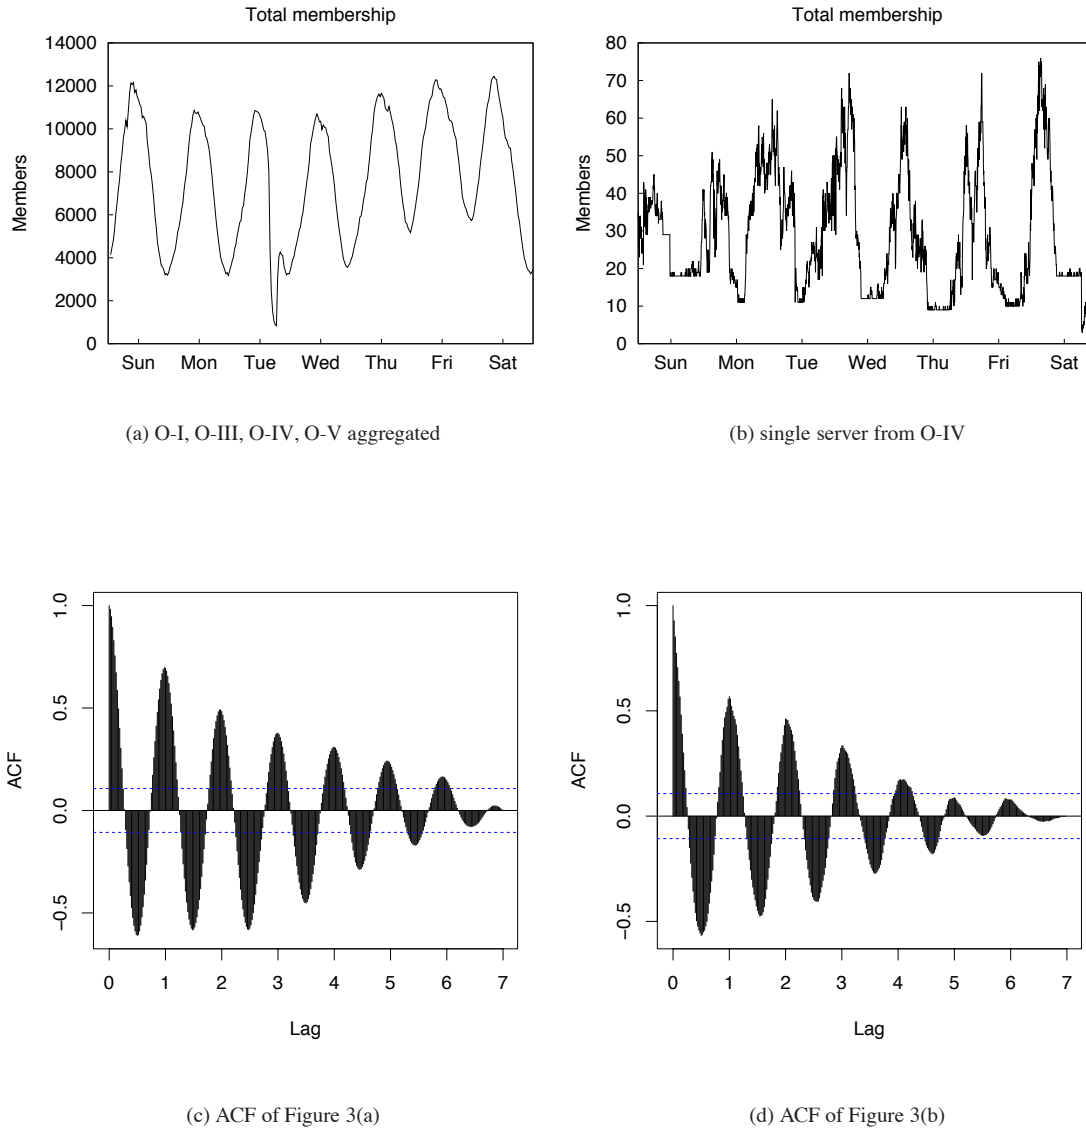 Total membership
14000
12000
10000
8000
6000
4000
2000
0
Members
Sun Mon Tue Wed Thu Fri Sat
(a) O-I, O-III, O-IV, O-V aggregated
Total membership
80
70
60
50
40
30
20
10
0
Members
Sun Mon Tue Wed Thu Fri Sat
(b) single server from O-IV
1.0
0.5
0.0
−0.5
ACF
0 1 2 3 4 5 6 7
Lag
(c) ACF of Figure 3(a)
1.0
0.5
0.0
−0.5
ACF
0 1 2 3 4 5 6 7
Lag
(d) ACF of Figure 3(b)